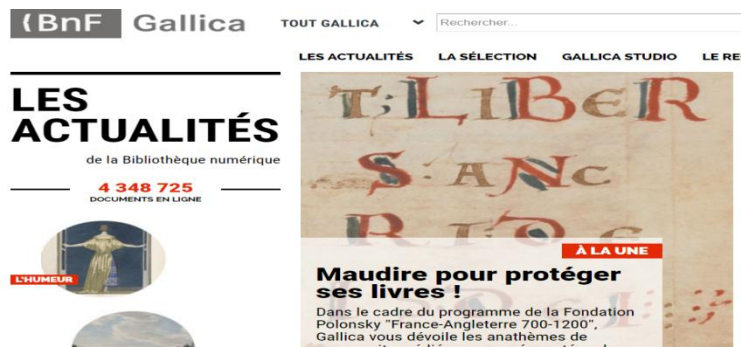 BnF Gallica
TOUT GALLICA
Rechercher...
LES ACTUALITÉS LA SÉLECTION GALLICA STUDIO LE RE
LES
ACTUALITÉS
de la Bibliothèque numérique
4 348 725
DOCUMENTS EN LIGNE
L'HUMEUR
T; LIBER
S. ANC
À LA UNE
Maudire pour protéger
ses livres !
Dans le cadre du programme de la Fondation
Polonsky "France-Angleterre 700-1200",
Gallica vous dévoile les anathèmes de